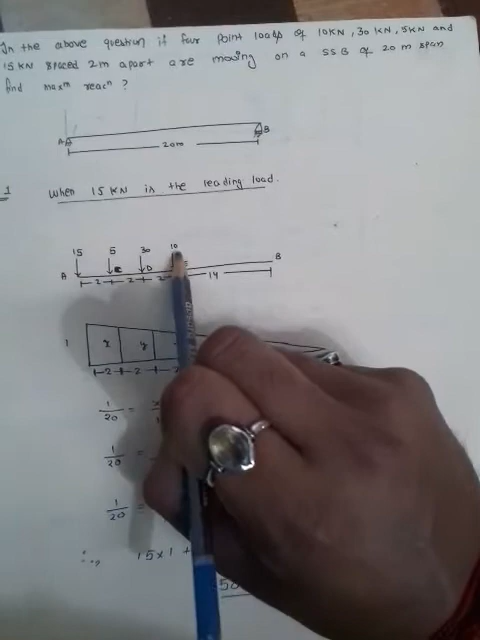 In the above question if four point loads of 10KN, 30 KN, 5KN and
15 KN spaced 2m apart are moving on a SSB of 20 m span
find maxᵐ reacⁿ ?
A B
20m
1 When 15 KN is the leading load.
15 5 30 10
A C D E B
2 2 2 14
1 x y
2 2
1/20 =
1/20 =
1/20 =
∴, 15×1 +